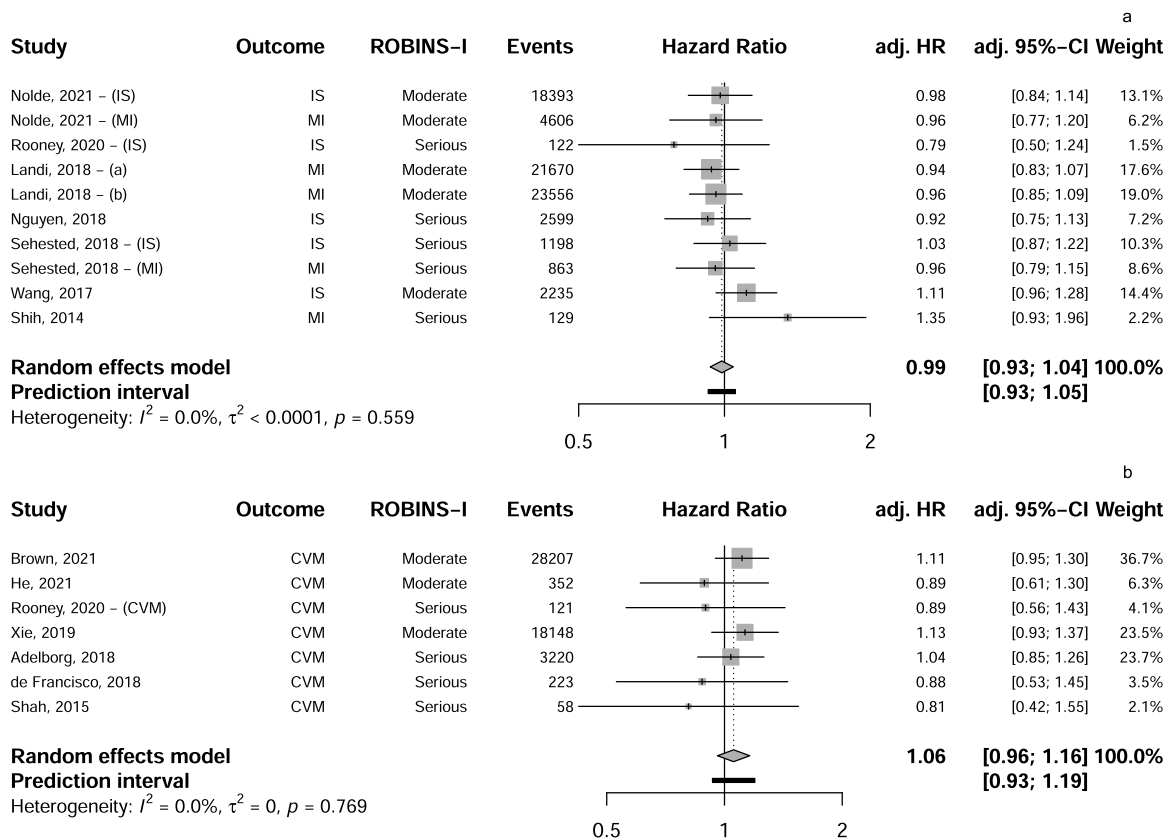 a
Study Outcome ROBINS–I Events Hazard Ratio adj. HR adj. 95%–CI Weight
Nolde, 2021 – (IS) IS Moderate 18393 0.98 [0.84; 1.14] 13.1%
Nolde, 2021 – (MI) MI Moderate 4606 0.96 [0.77; 1.20] 6.2%
Rooney, 2020 – (IS) IS Serious 122 0.79 [0.50; 1.24] 1.5%
Landi, 2018 – (a) MI Moderate 21670 0.94 [0.83; 1.07] 17.6%
Landi, 2018 – (b) MI Moderate 23556 0.96 [0.85; 1.09] 19.0%
Nguyen, 2018 IS Serious 2599 0.92 [0.75; 1.13] 7.2%
Sehested, 2018 – (IS) IS Serious 1198 1.03 [0.87; 1.22] 10.3%
Sehested, 2018 – (MI) MI Serious 863 0.96 [0.79; 1.15] 8.6%
Wang, 2017 IS Moderate 2235 1.11 [0.96; 1.28] 14.4%
Shih, 2014 MI Serious 129 1.35 [0.93; 1.96] 2.2%
Random effects model 0.99 [0.93; 1.04] 100.0%
Prediction interval [0.93; 1.05]
Heterogeneity: I² = 0.0%, τ² < 0.0001, p = 0.559
0.5 1 2
b
Study Outcome ROBINS–I Events Hazard Ratio adj. HR adj. 95%–CI Weight
Brown, 2021 CVM Moderate 28207 1.11 [0.95; 1.30] 36.7%
He, 2021 CVM Moderate 352 0.89 [0.61; 1.30] 6.3%
Rooney, 2020 – (CVM) CVM Serious 121 0.89 [0.56; 1.43] 4.1%
Xie, 2019 CVM Moderate 18148 1.13 [0.93; 1.37] 23.5%
Adelborg, 2018 CVM Serious 3220 1.04 [0.85; 1.26] 23.7%
de Francisco, 2018 CVM Serious 223 0.88 [0.53; 1.45] 3.5%
Shah, 2015 CVM Serious 58 0.81 [0.42; 1.55] 2.1%
Random effects model 1.06 [0.96; 1.16] 100.0%
Prediction interval [0.93; 1.19]
Heterogeneity: I² = 0.0%, τ² = 0, p = 0.769
0.5 1 2